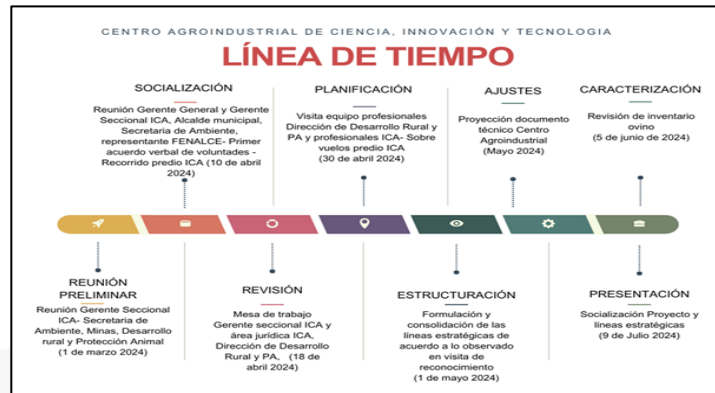 CENTRO AGROINDUSTRIAL DE CIENCIA, INNOVACIÓN Y TECNOLOGIA
LÍNEA DE TIEMPO
SOCIALIZACIÓN
Reunión Gerente General y Gerente
Seccional ICA, Alcalde municipal,
Secretaria de Ambiente,
representante FENALCE- Primer
acuerdo verbal de voluntades -
Recorrido predio ICA (10 de abril
2024)
PLANIFICACIÓN
Visita equipo profesionales
Dirección de Desarrollo Rural y
PA y profesionales ICA- Sobre
vuelos predio ICA
(30 de abril 2024)
AJUSTES
Proyección documento
técnico Centro
Agroindustrial
(Mayo 2024)
CARACTERIZACIÓN
Revisión de inventario
ovino
(5 de junio de 2024)
REUNIÓN
PRELIMINAR
Reunión Gerente Seccional
ICA- Secretaria de
Ambiente, Minas, Desarrollo
rural y Protección Animal
(1 de marzo 2024)
REVISIÓN
Mesa de trabajo
Gerente seccional ICA y
área jurídica ICA,
Dirección de Desarrollo
Rural y PA, (18 de
abril 2024)
ESTRUCTURACIÓN
Formulación y
consolidación de las
líneas estratégicas de
acuerdo a lo observado
en visita de
reconocimiento
(1 de mayo 2024)
PRESENTACIÓN
Socialización Proyecto y
líneas estratégicas
(9 de Julio 2024)